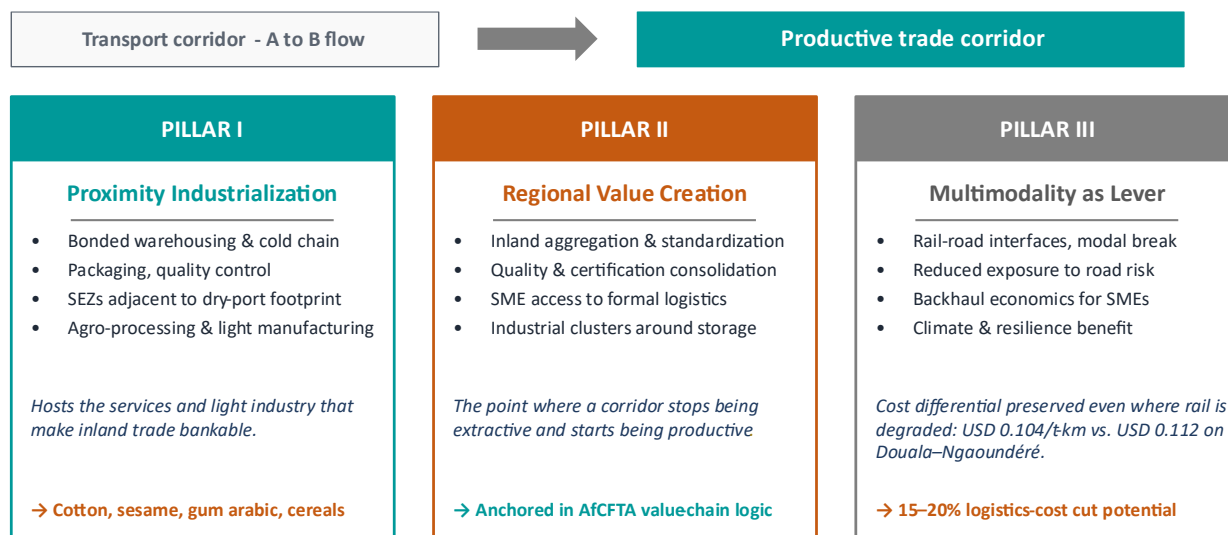 Transport corridor - A to B flow
Productive trade corridor
PILLAR I
Proximity Industrialization
• Bonded warehousing & cold chain
• Packaging, quality control
• SEZs adjacent to dry-port footprint
• Agro-processing & light manufacturing
Hosts the services and light industry that
make inland trade bankable.
→ Cotton, sesame, gum arabic, cereals
PILLAR II
Regional Value Creation
• Inland aggregation & standardization
• Quality & certification consolidation
• SME access to formal logistics
• Industrial clusters around storage
The point where a corridor stops being
extractive and starts being productive
→ Anchored in AfCFTA valuechain logic
PILLAR III
Multimodality as Lever
• Rail-road interfaces, modal break
• Reduced exposure to road risk
• Backhaul economics for SMEs
• Climate & resilience benefit
Cost differential preserved even where rail is
degraded: USD 0.104/t-km vs. USD 0.112 on
Douala–Ngaoundéré.
→ 15–20% logistics-cost cut potential